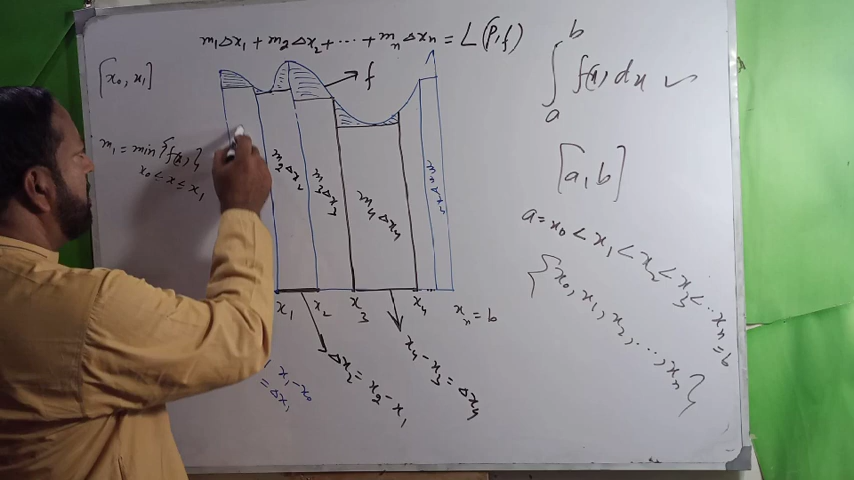 m₁Δx₁ + m₂Δx₂ + ... + mₙΔxₙ = L(P,f)
[x₀, x₁]
m₁ = min{f(x)}
x₀ ≤ x ≤ x₁
f
m₂Δx₂
m₃Δx₃
m₄Δx₄
mₙΔxₙ
x₁ x₂ x₃ x₄ xₙ = b
x₁ - x₀
= Δx₁
Δx₂ = x₂ - x₁
x₄ - x₃ = Δx₄
∫ₐᵇ f(x) dx ✓
[a, b]
a = x₀ < x₁ < x₂ < x₃ < ... xₙ = b
{x₀, x₁, x₂, ..., xₙ}